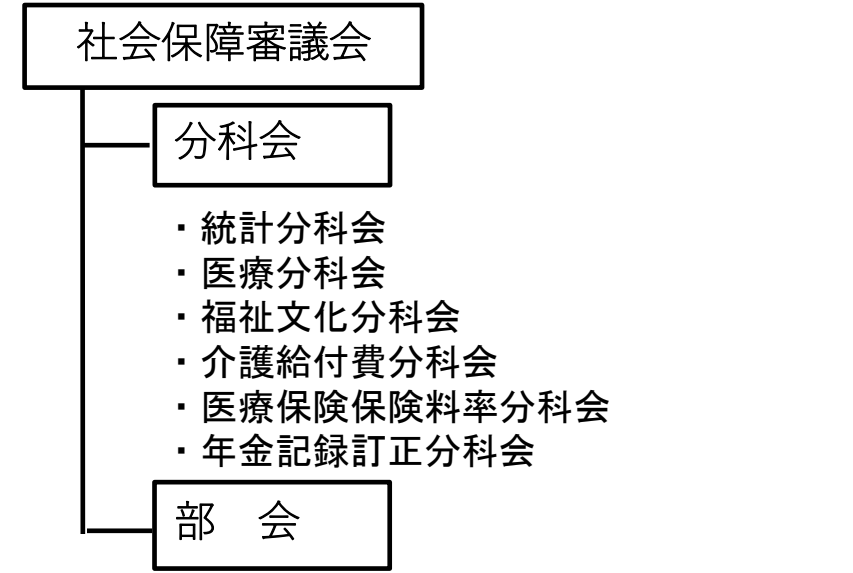 社会保障審議会
分科会
・統計分科会
・医療分科会
・福祉文化分科会
・介護給付費分科会
・医療保険保険料率分科会
・年金記録訂正分科会
部　会